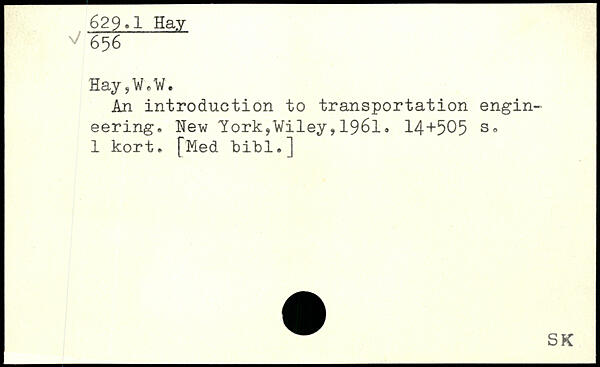 629.1 Hay
656
Hay,W.W.
An introduction to transportation engin-
eering. New York,Wiley,1961. 14+505 s.
1 kort. [Med bibl.]
SK